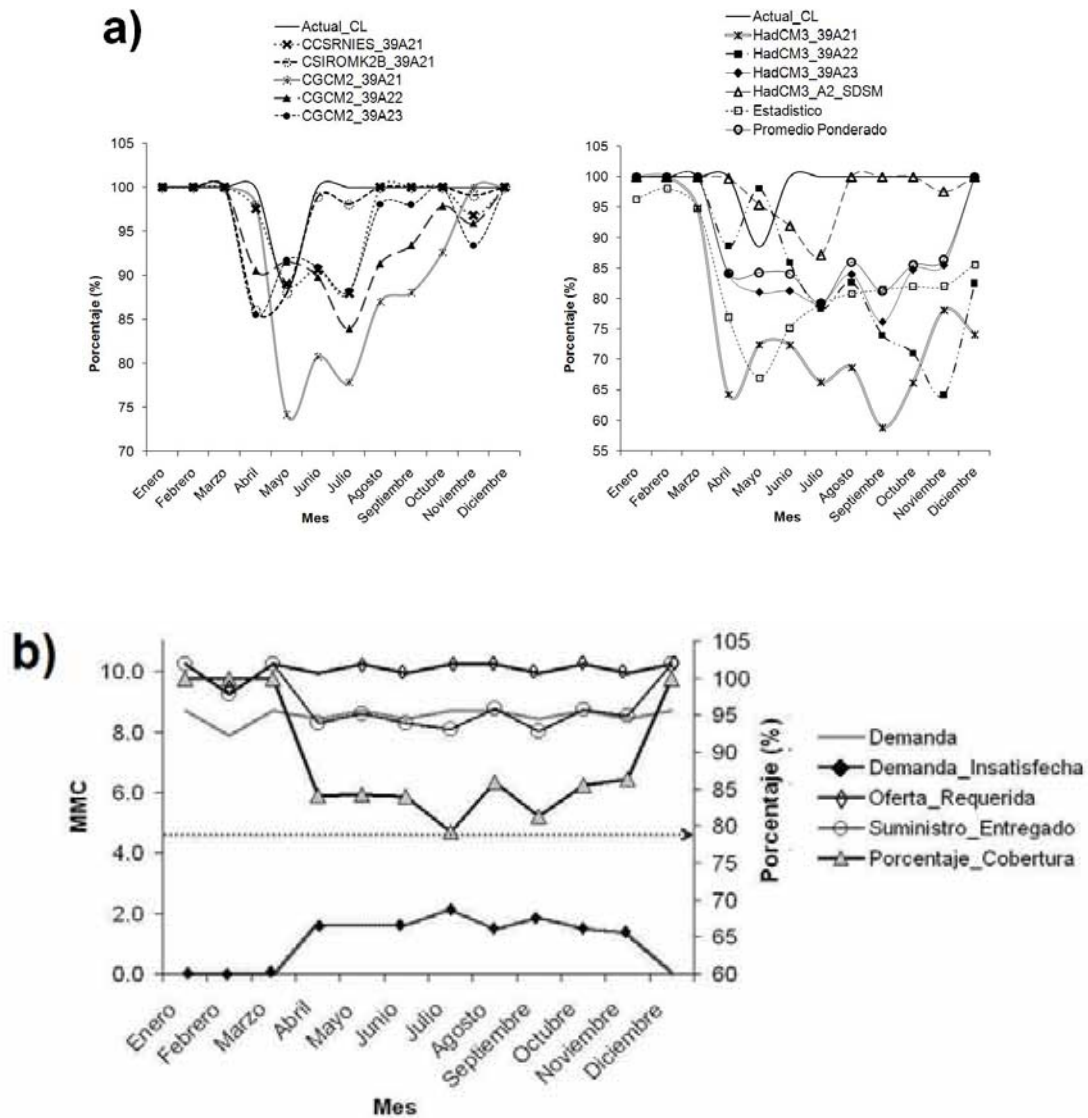 a)
Actual_CL
CCSRNIES_39A21
CSIROMK2B_39A21
CGCM2_39A21
CGCM2_39A22
CGCM2_39A23
Porcentaje (%)
105
100
95
90
85
80
75
70
Enero
Febrero
Marzo
Abril
Mayo
Junio
Julio
Agosto
Septiembre
Octubre
Noviembre
Diciembre
Mes
Actual_CL
HadCM3_39A21
HadCM3_39A22
HadCM3_39A23
HadCM3_A2_SDSM
Estadistico
Promedio Ponderado
Porcentaje (%)
105
100
95
90
85
80
75
70
65
60
55
Enero
Febrero
Marzo
Abril
Mayo
Junio
Julio
Agosto
Septiembre
Octubre
Noviembre
Diciembre
Mes
b)
MMC
10.0
8.0
6.0
4.0
2.0
0.0
105
100
95
90
85
80
75
70
65
60
Porcentaje (%)
Enero
Febrero
Marzo
Abril
Mayo
Junio
Julio
Agosto
Septiembre
Octubre
Noviembre
Diciembre
Mes
Demanda
Demanda_Insatisfecha
Oferta_Requerida
Suministro_Entregado
Porcentaje_Cobertura